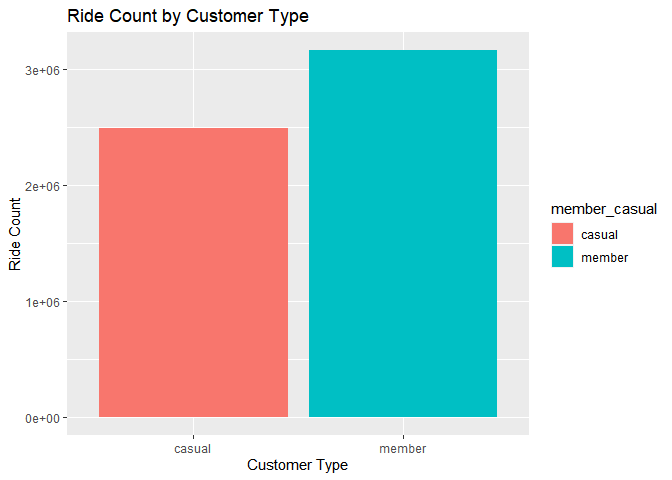 Ride Count by Customer Type
3e+06
2e+06
1e+06
0e+00
Ride Count
casual
member
Customer Type
member_casual
casual
member